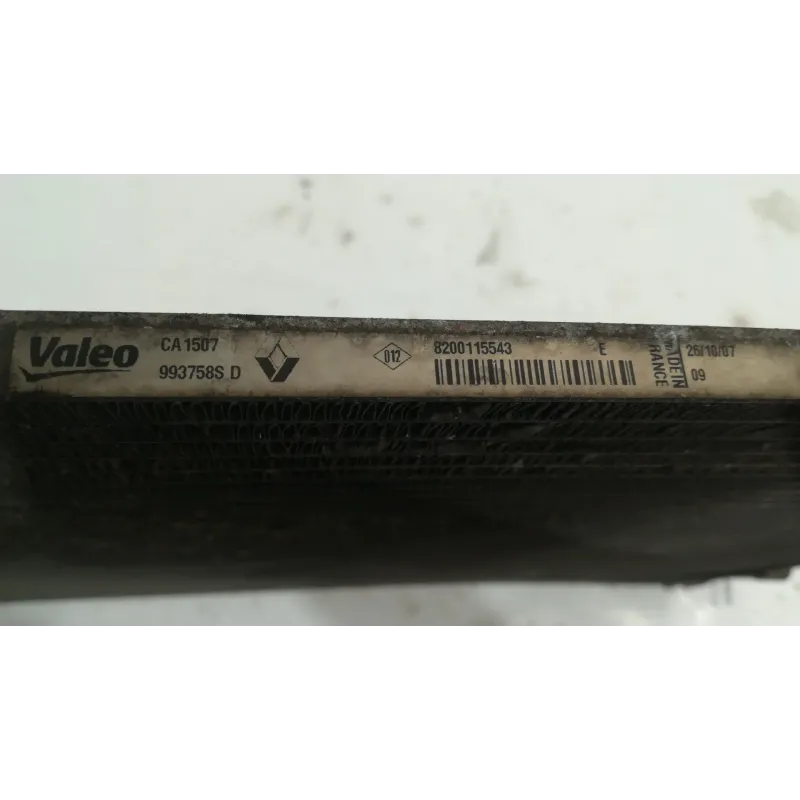 Valeo
CA1507
993758S D
012
8200115543
E
MADE IN
FRANCE
26/10/07
09